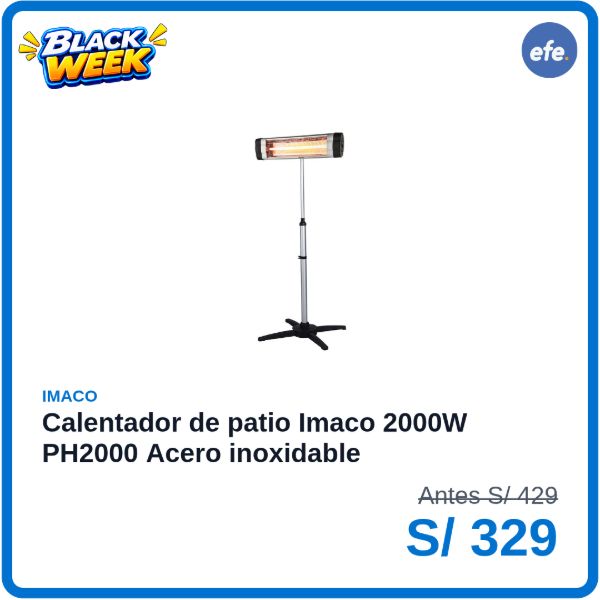 BLACK
WEEK
efe.
IMACO
Calentador de patio Imaco 2000W
PH2000 Acero inoxidable
Antes S/ 429
S/ 329